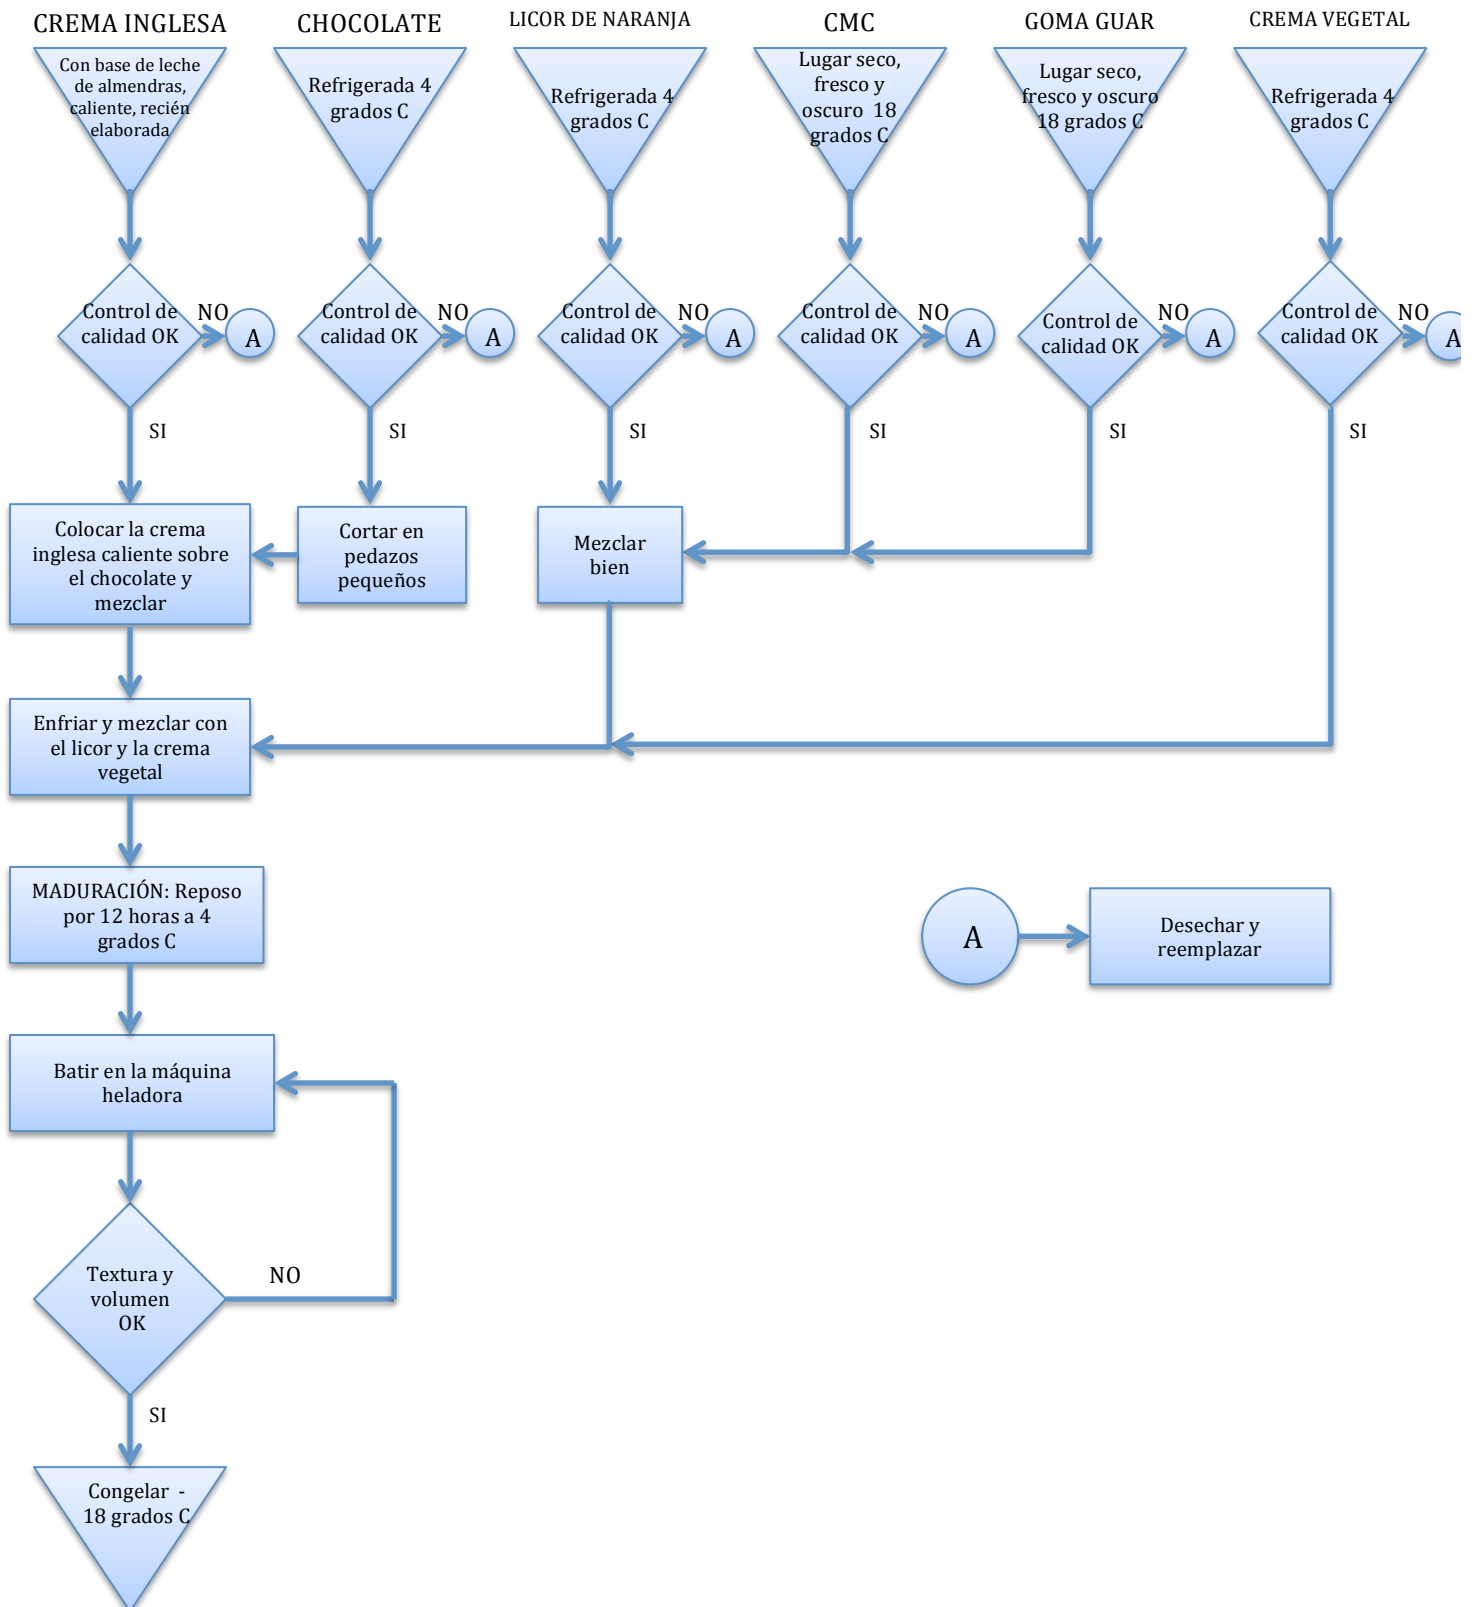 CREMA INGLESA
CHOCOLATE
LICOR DE NARANJA
CMC
GOMA GUAR
CREMA VEGETAL
Con base de leche
de almendras,
caliente, recién
elaborada
Refrigerada 4
grados C
Refrigerada 4
grados C
Lugar seco,
fresco y
oscuro 18
grados C
Lugar seco,
fresco y oscuro
18 grados C
Refrigerada 4
grados C
Control de
calidad OK
NO
A
Control de
calidad OK
NO
A
Control de
calidad OK
NO
A
Control de
calidad OK
NO
A
Control de
calidad OK
NO
A
Control de
calidad OK
NO
A
SI
SI
SI
SI
SI
SI
Colocar la crema
inglesa caliente sobre
el chocolate y
mezclar
Cortar en
pedazos
pequeños
Mezclar
bien
Enfriar y mezclar con
el licor y la crema
vegetal
MADURACIÓN: Reposo
por 12 horas a 4
grados C
A
Desechar y
reemplazar
Batir en la máquina
heladora
Textura y
volumen
OK
NO
SI
Congelar -
18 grados C